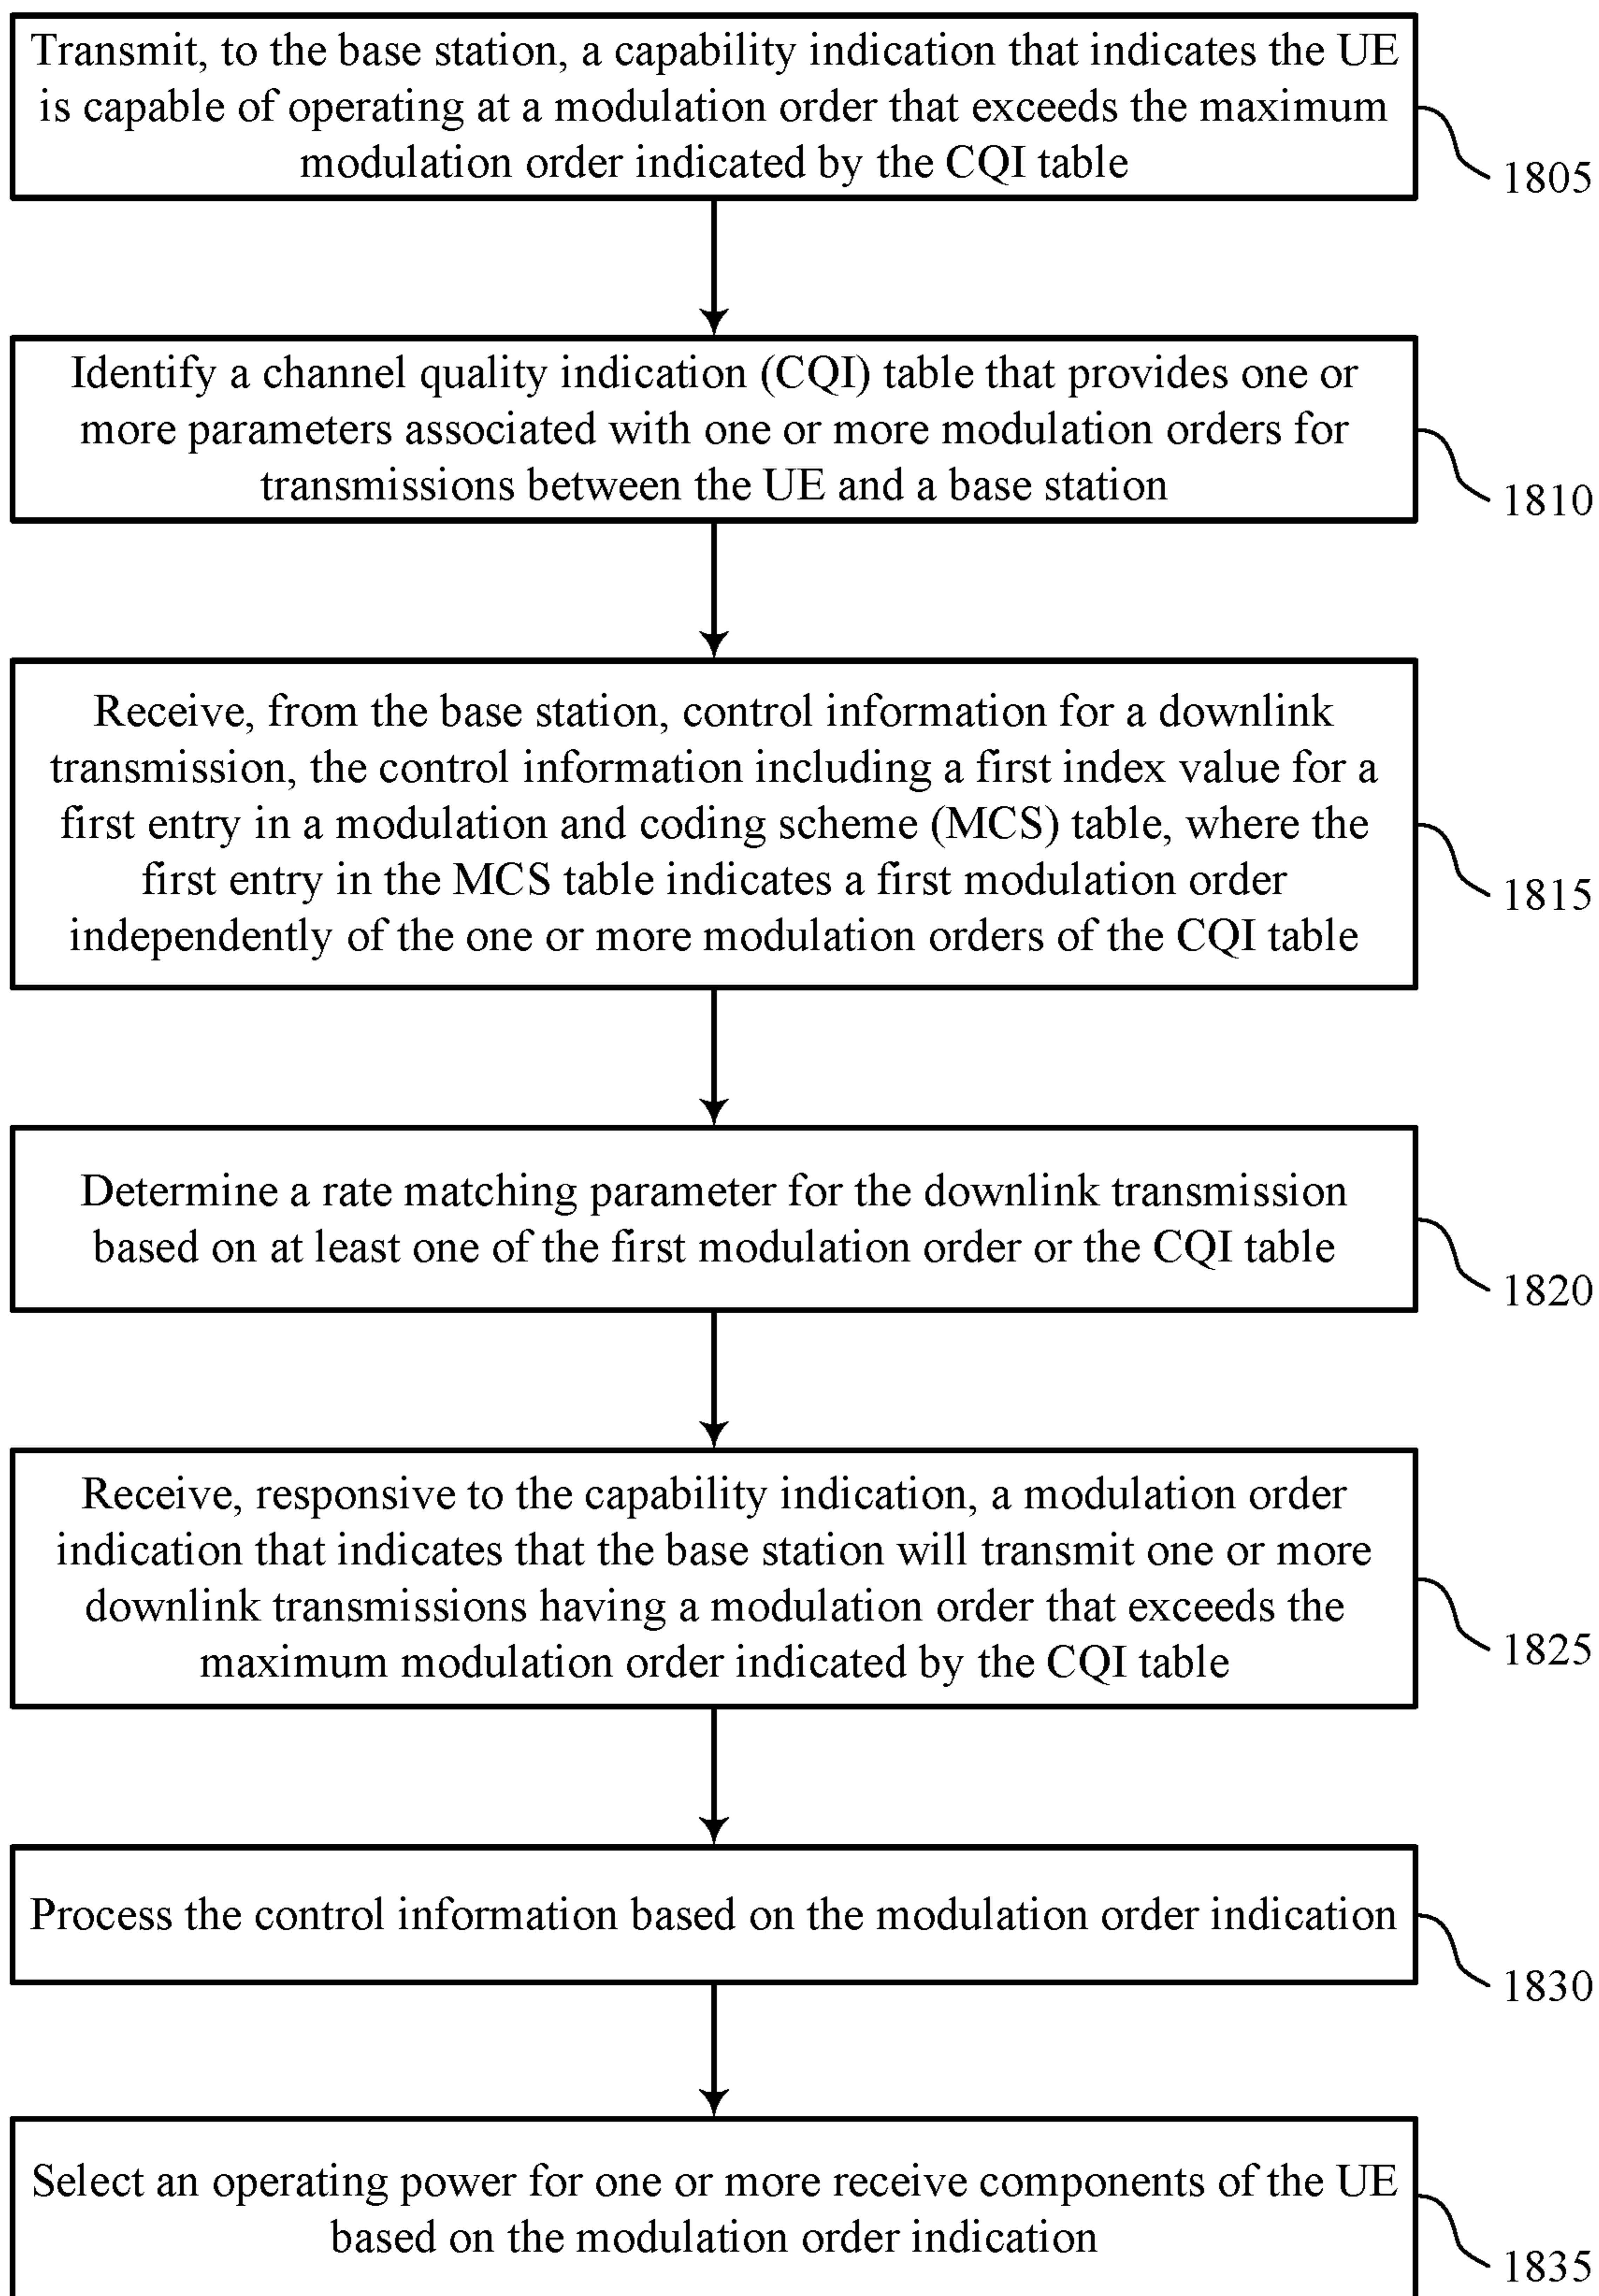 Transmit, to the base station, a capability indication that indicates the UE
is capable of operating at a modulation order that exceeds the maximum
modulation order indicated by the CQI table
1805
Identify a channel quality indication (CQI) table that provides one or
more parameters associated with one or more modulation orders for
transmissions between the UE and a base station
1810
Receive, from the base station, control information for a downlink
transmission, the control information including a first index value for a
first entry in a modulation and coding scheme (MCS) table, where the
first entry in the MCS table indicates a first modulation order
independently of the one or more modulation orders of the CQI table
1815
Determine a rate matching parameter for the downlink transmission
based on at least one of the first modulation order or the CQI table
1820
Receive, responsive to the capability indication, a modulation order
indication that indicates that the base station will transmit one or more
downlink transmissions having a modulation order that exceeds the
maximum modulation order indicated by the CQI table
1825
Process the control information based on the modulation order indication
1830
Select an operating power for one or more receive components of the UE
based on the modulation order indication
1835